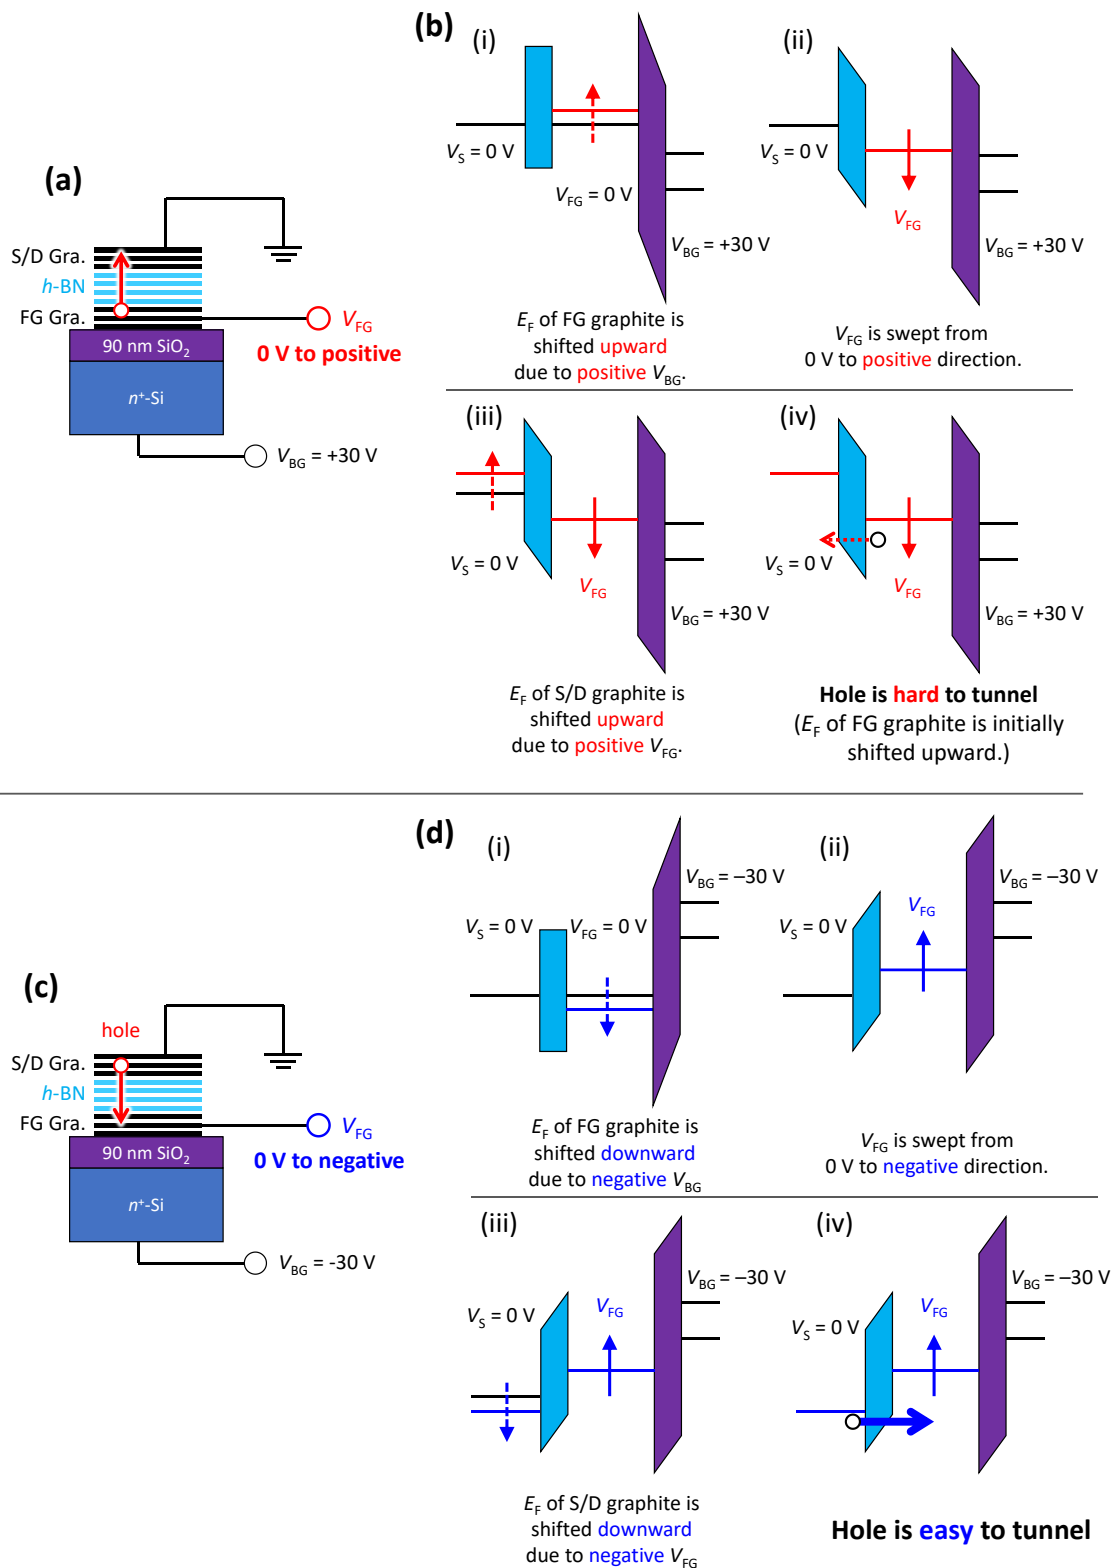 (a)
S/D Gra.
h-BN
FG Gra.
90 nm SiO2
n+-Si
VFG
0 V to positive
VBG = +30 V
(b)
(i)
VS = 0 V
VFG = 0 V
VBG = +30 V
EF of FG graphite is
shifted upward
due to positive VBG.
(ii)
VS = 0 V
VFG
VBG = +30 V
VFG is swept from
0 V to positive direction.
(iii)
VS = 0 V
VFG
VBG = +30 V
EF of S/D graphite is
shifted upward
due to positive VFG.
(iv)
VS = 0 V
VFG
VBG = +30 V
Hole is hard to tunnel
(EF of FG graphite is initially
shifted upward.)
(c)
hole
S/D Gra.
h-BN
FG Gra.
90 nm SiO2
n+-Si
VFG
0 V to negative
VBG = -30 V
(d)
(i)
VBG = –30 V
VS = 0 V
VFG = 0 V
EF of FG graphite is
shifted downward
due to negative VBG
(ii)
VBG = –30 V
VFG
VS = 0 V
VFG is swept from
0 V to negative direction.
(iii)
VBG = –30 V
VFG
VS = 0 V
EF of S/D graphite is
shifted downward
due to negative VFG
(iv)
VBG = –30 V
VFG
VS = 0 V
Hole is easy to tunnel